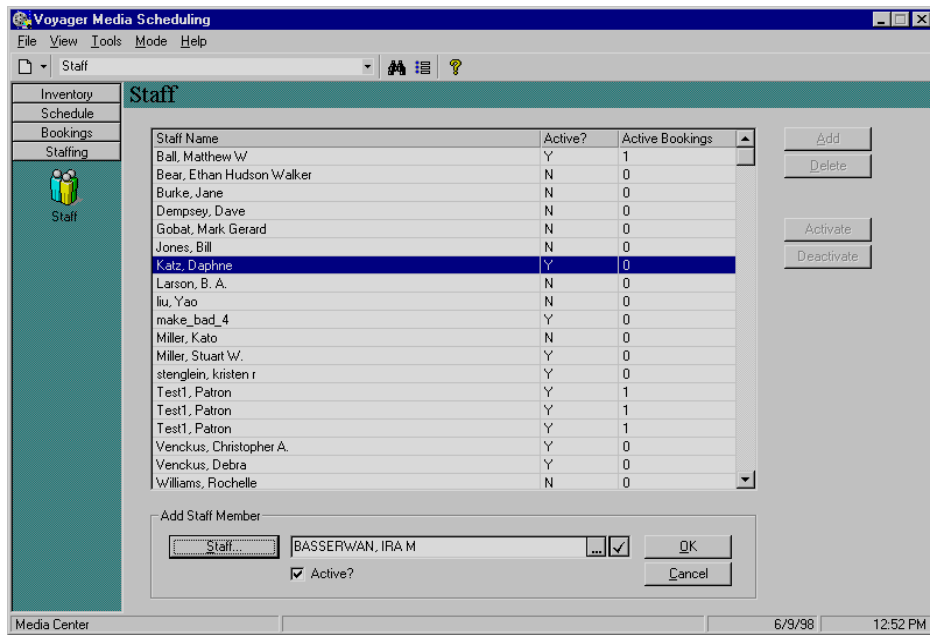 Voyager Media Scheduling
File View Tools Mode Help
Staff
Inventory
Schedule
Bookings
Staffing
Staff
Staff
Staff Name Active? Active Bookings
Ball, Matthew W Y 1
Bear, Ethan Hudson Walker N 0
Burke, Jane N 0
Dempsey, Dave N 0
Gobat, Mark Gerard N 0
Jones, Bill N 0
Katz, Daphne Y 0
Larson, B. A. N 0
liu, Yao N 0
make_bad_4 Y 0
Miller, Kato N 0
Miller, Stuart W. Y 0
stenglein, kristen r Y 0
Test1, Patron Y 1
Test1, Patron Y 1
Test1, Patron Y 1
Venckus, Christopher A. Y 0
Venckus, Debra Y 0
Williams, Rochelle N 0
Add
Delete
Activate
Deactivate
Add Staff Member
Staff... BASSERWAN, IRA M ... OK
Active? Cancel
Media Center 6/9/98 12:52 PM